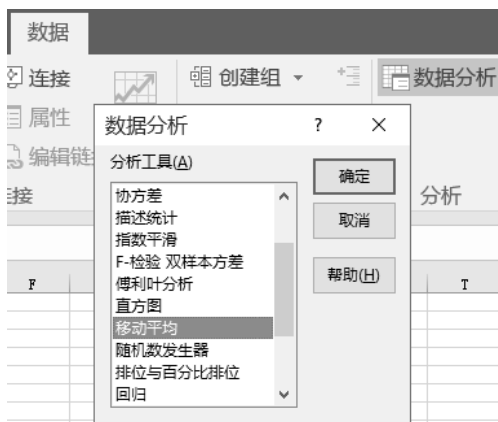 数据
连接
创建组
数据分析
属性
编辑链
接
分析
数据分析 ? ×
分析工具(A)
协方差
描述统计
指数平滑
F-检验 双样本方差
傅利叶分析
直方图
移动平均
随机数发生器
排位与百分比排位
回归
确定
取消
帮助(H)
F
T